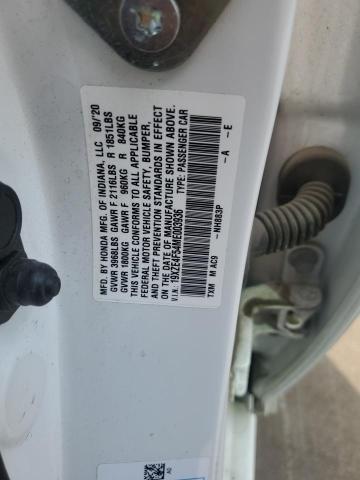 MFD. BY HONDA MFG. OF INDIANA, LLC 09/'20
GVWR 3968LBS GAWR F 2116LBS R 1851LBS
GVWR 1800KG GAWR F 960KG R 840KG
THIS VEHICLE CONFORMS TO ALL APPLICABLE
FEDERAL MOTOR VEHICLE SAFETY, BUMPER,
AND THEFT PREVENTION STANDARDS IN EFFECT
ON THE DATE OF MANUFACTURE SHOWN ABOVE.
V.I.N: 19XZE4F54ME003936 TYPE: PASSENGER CAR
-NH883P -A -E
TXM M AC9